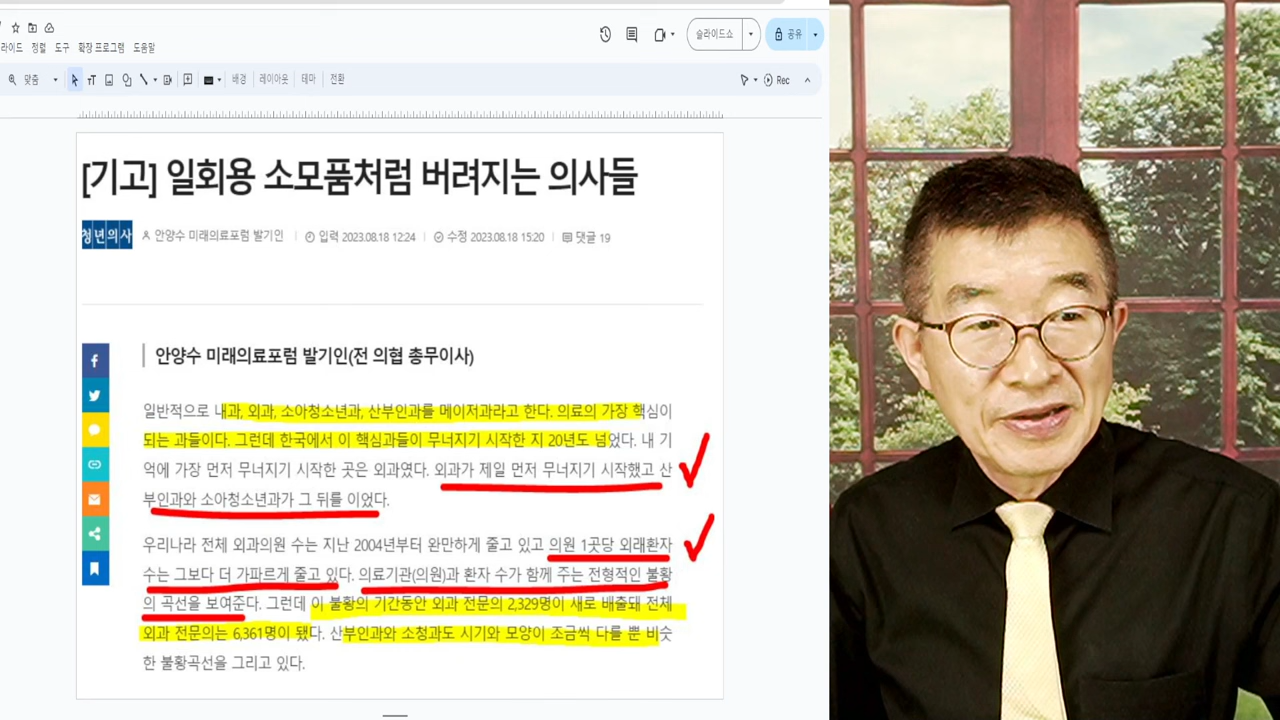 라이드 정렬 도구 확장 프로그램 도움말
슬라이드쇼
공유
맞춤
배경 레이아웃 테마 전환
Rec
[기고] 일회용 소모품처럼 버려지는 의사들
청년의사 안양수 미래의료포럼 발기인 입력 2023.08.18 12:24 수정 2023.08.18 15:20 댓글 19
안양수 미래의료포럼 발기인(전 의협 총무이사)
일반적으로 내과, 외과, 소아청소년과, 산부인과를 메이저과라고 한다. 의료의 가장 핵심이
되는 과들이다. 그런데 한국에서 이 핵심과들이 무너지기 시작한 지 20년도 넘었다. 내 기
억에 가장 먼저 무너지기 시작한 곳은 외과였다. 외과가 제일 먼저 무너지기 시작했고 산
부인과와 소아청소년과가 그 뒤를 이었다.
우리나라 전체 외과의원 수는 지난 2004년부터 완만하게 줄고 있고 의원 1곳당 외래환자
수는 그보다 더 가파르게 줄고 있다. 의료기관(의원)과 환자 수가 함께 주는 전형적인 불황
의 곡선을 보여준다. 그런데 이 불황의 기간동안 외과 전문의 2,329명이 새로 배출돼 전체
외과 전문의는 6,361명이 됐다. 산부인과와 소청과도 시기와 모양이 조금씩 다를 뿐 비슷
한 불황곡선을 그리고 있다.